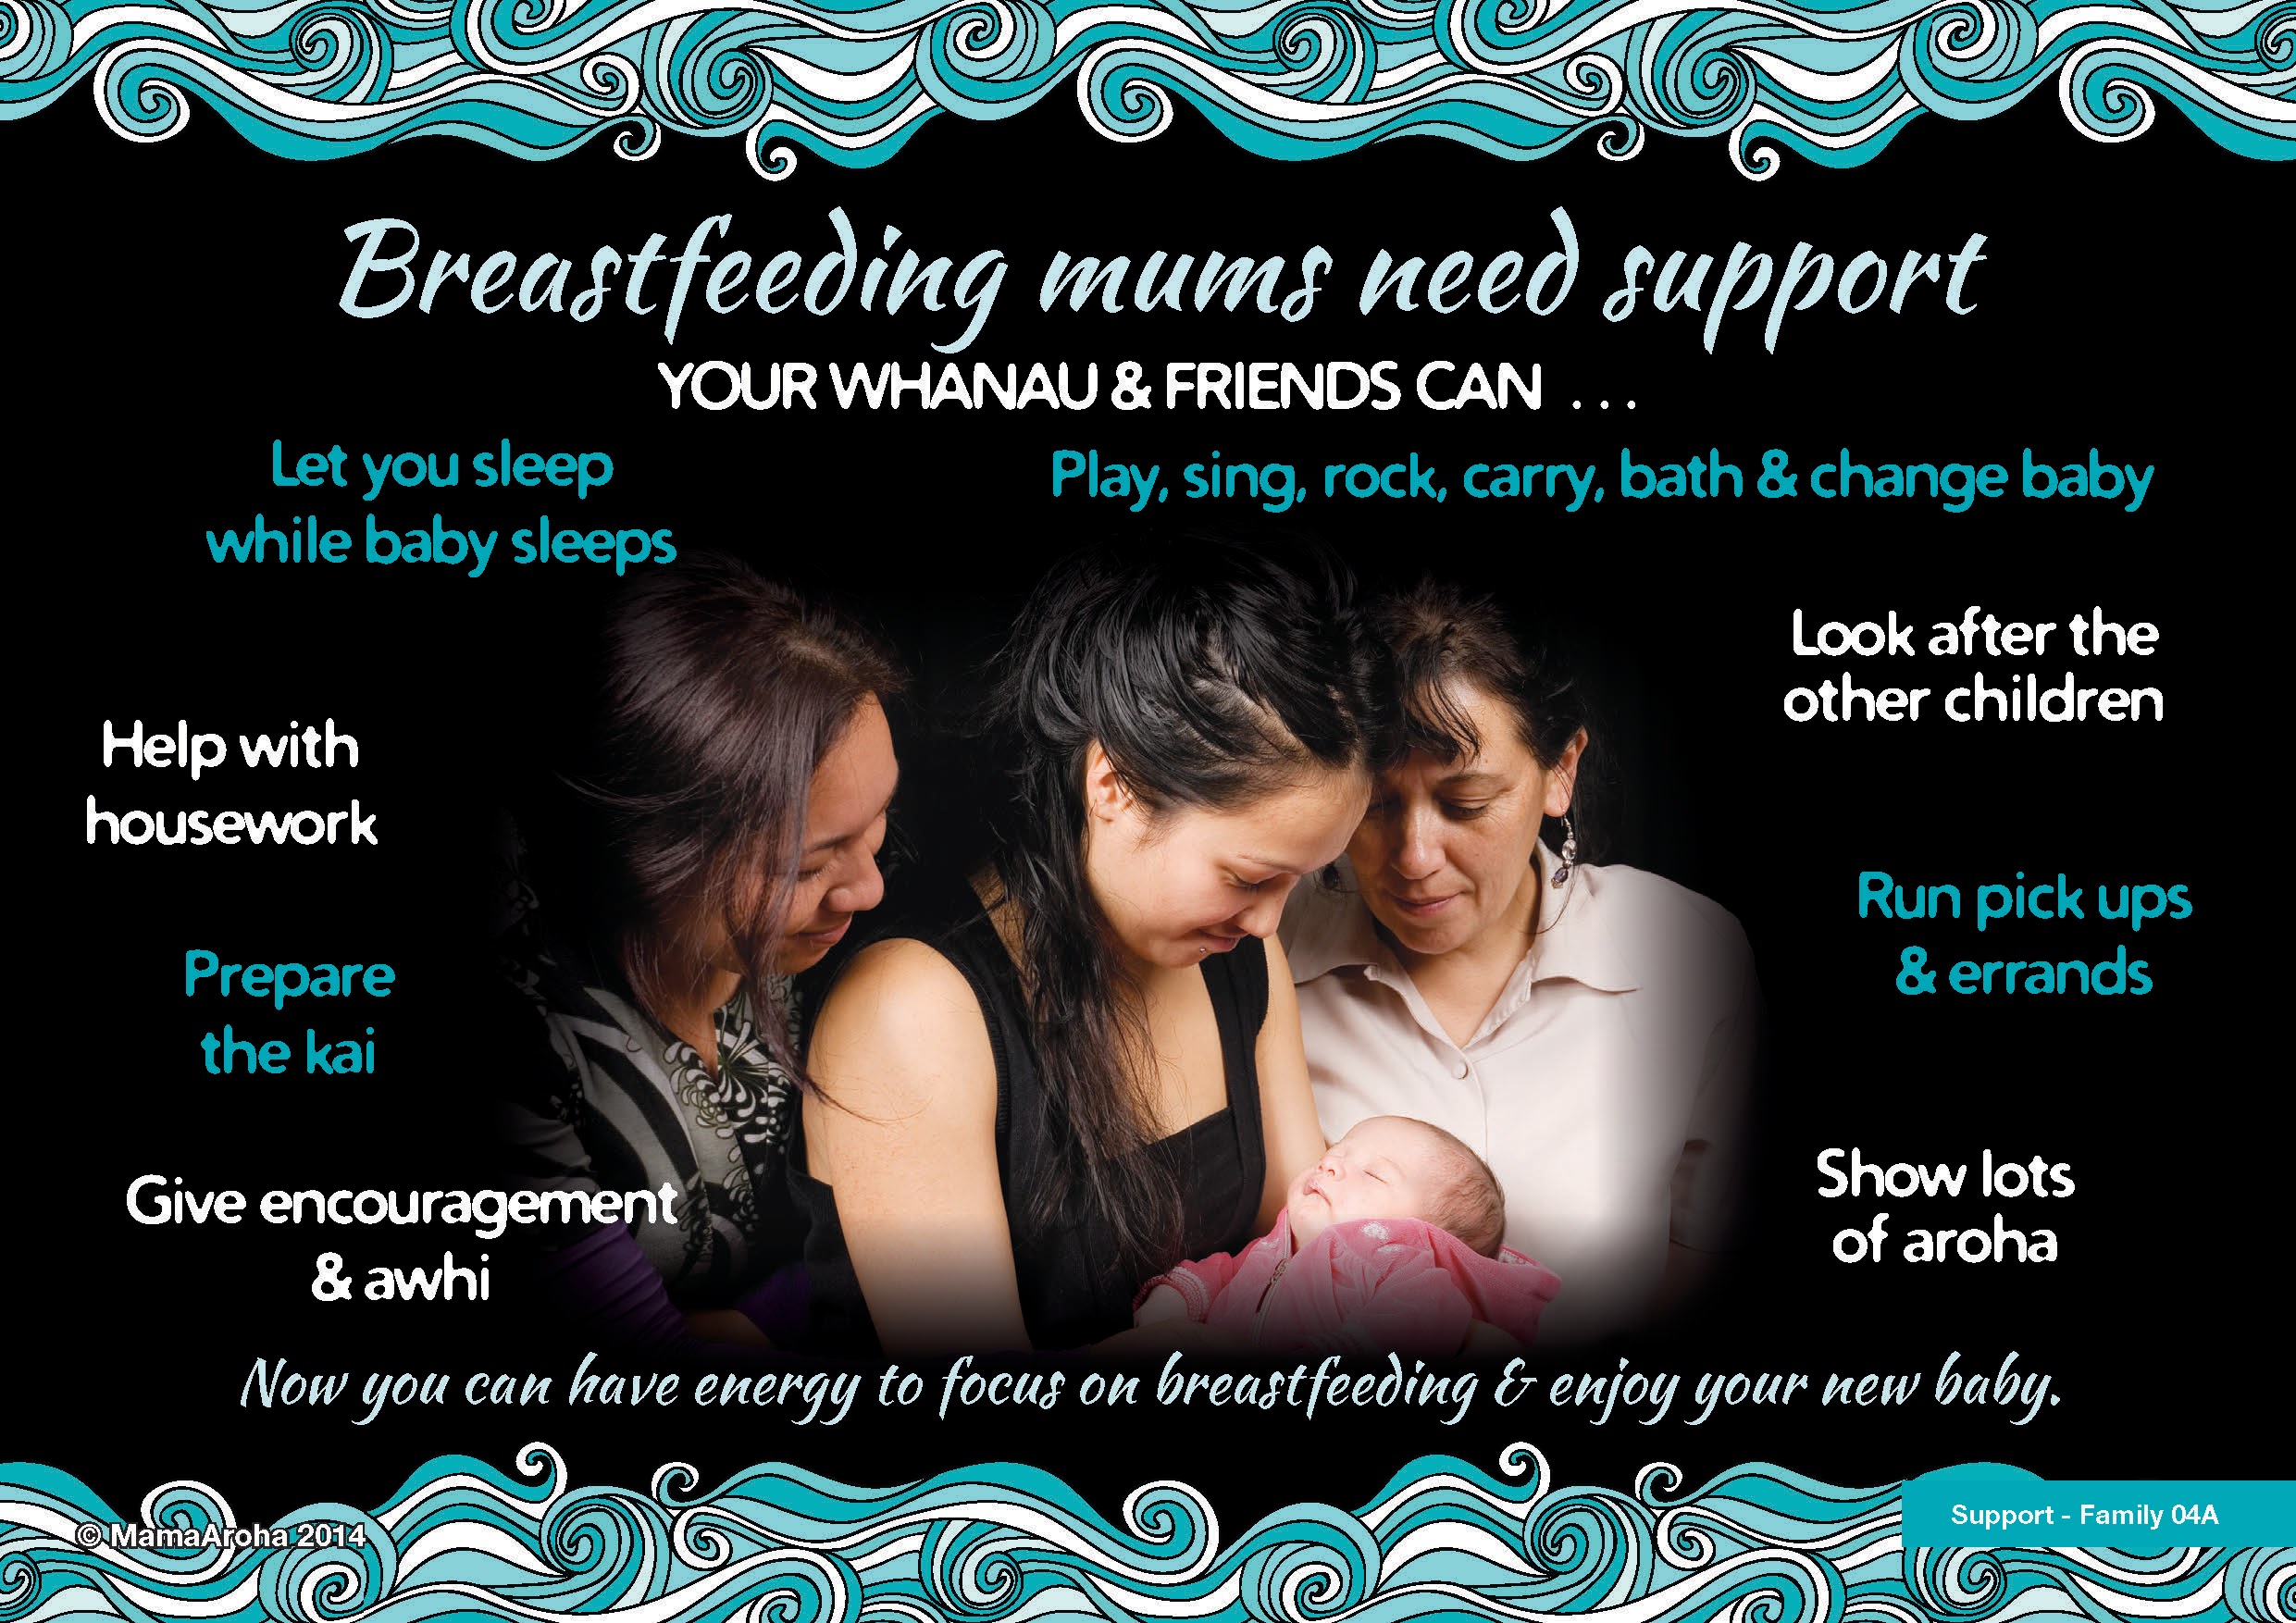 Breastfeeding mums need support
YOUR WHANAU & FRIENDS CAN . . .
Let you sleep
while baby sleeps
Play, sing, rock, carry, bath & change baby
Look after the
other children
Help with
housework
Run pick ups
& errands
Prepare
the kai
Show lots
of aroha
Give encouragement
& awhi
Now you can have energy to focus on breastfeeding & enjoy your new baby.
© MamaAroha 2014
Support - Family 04A